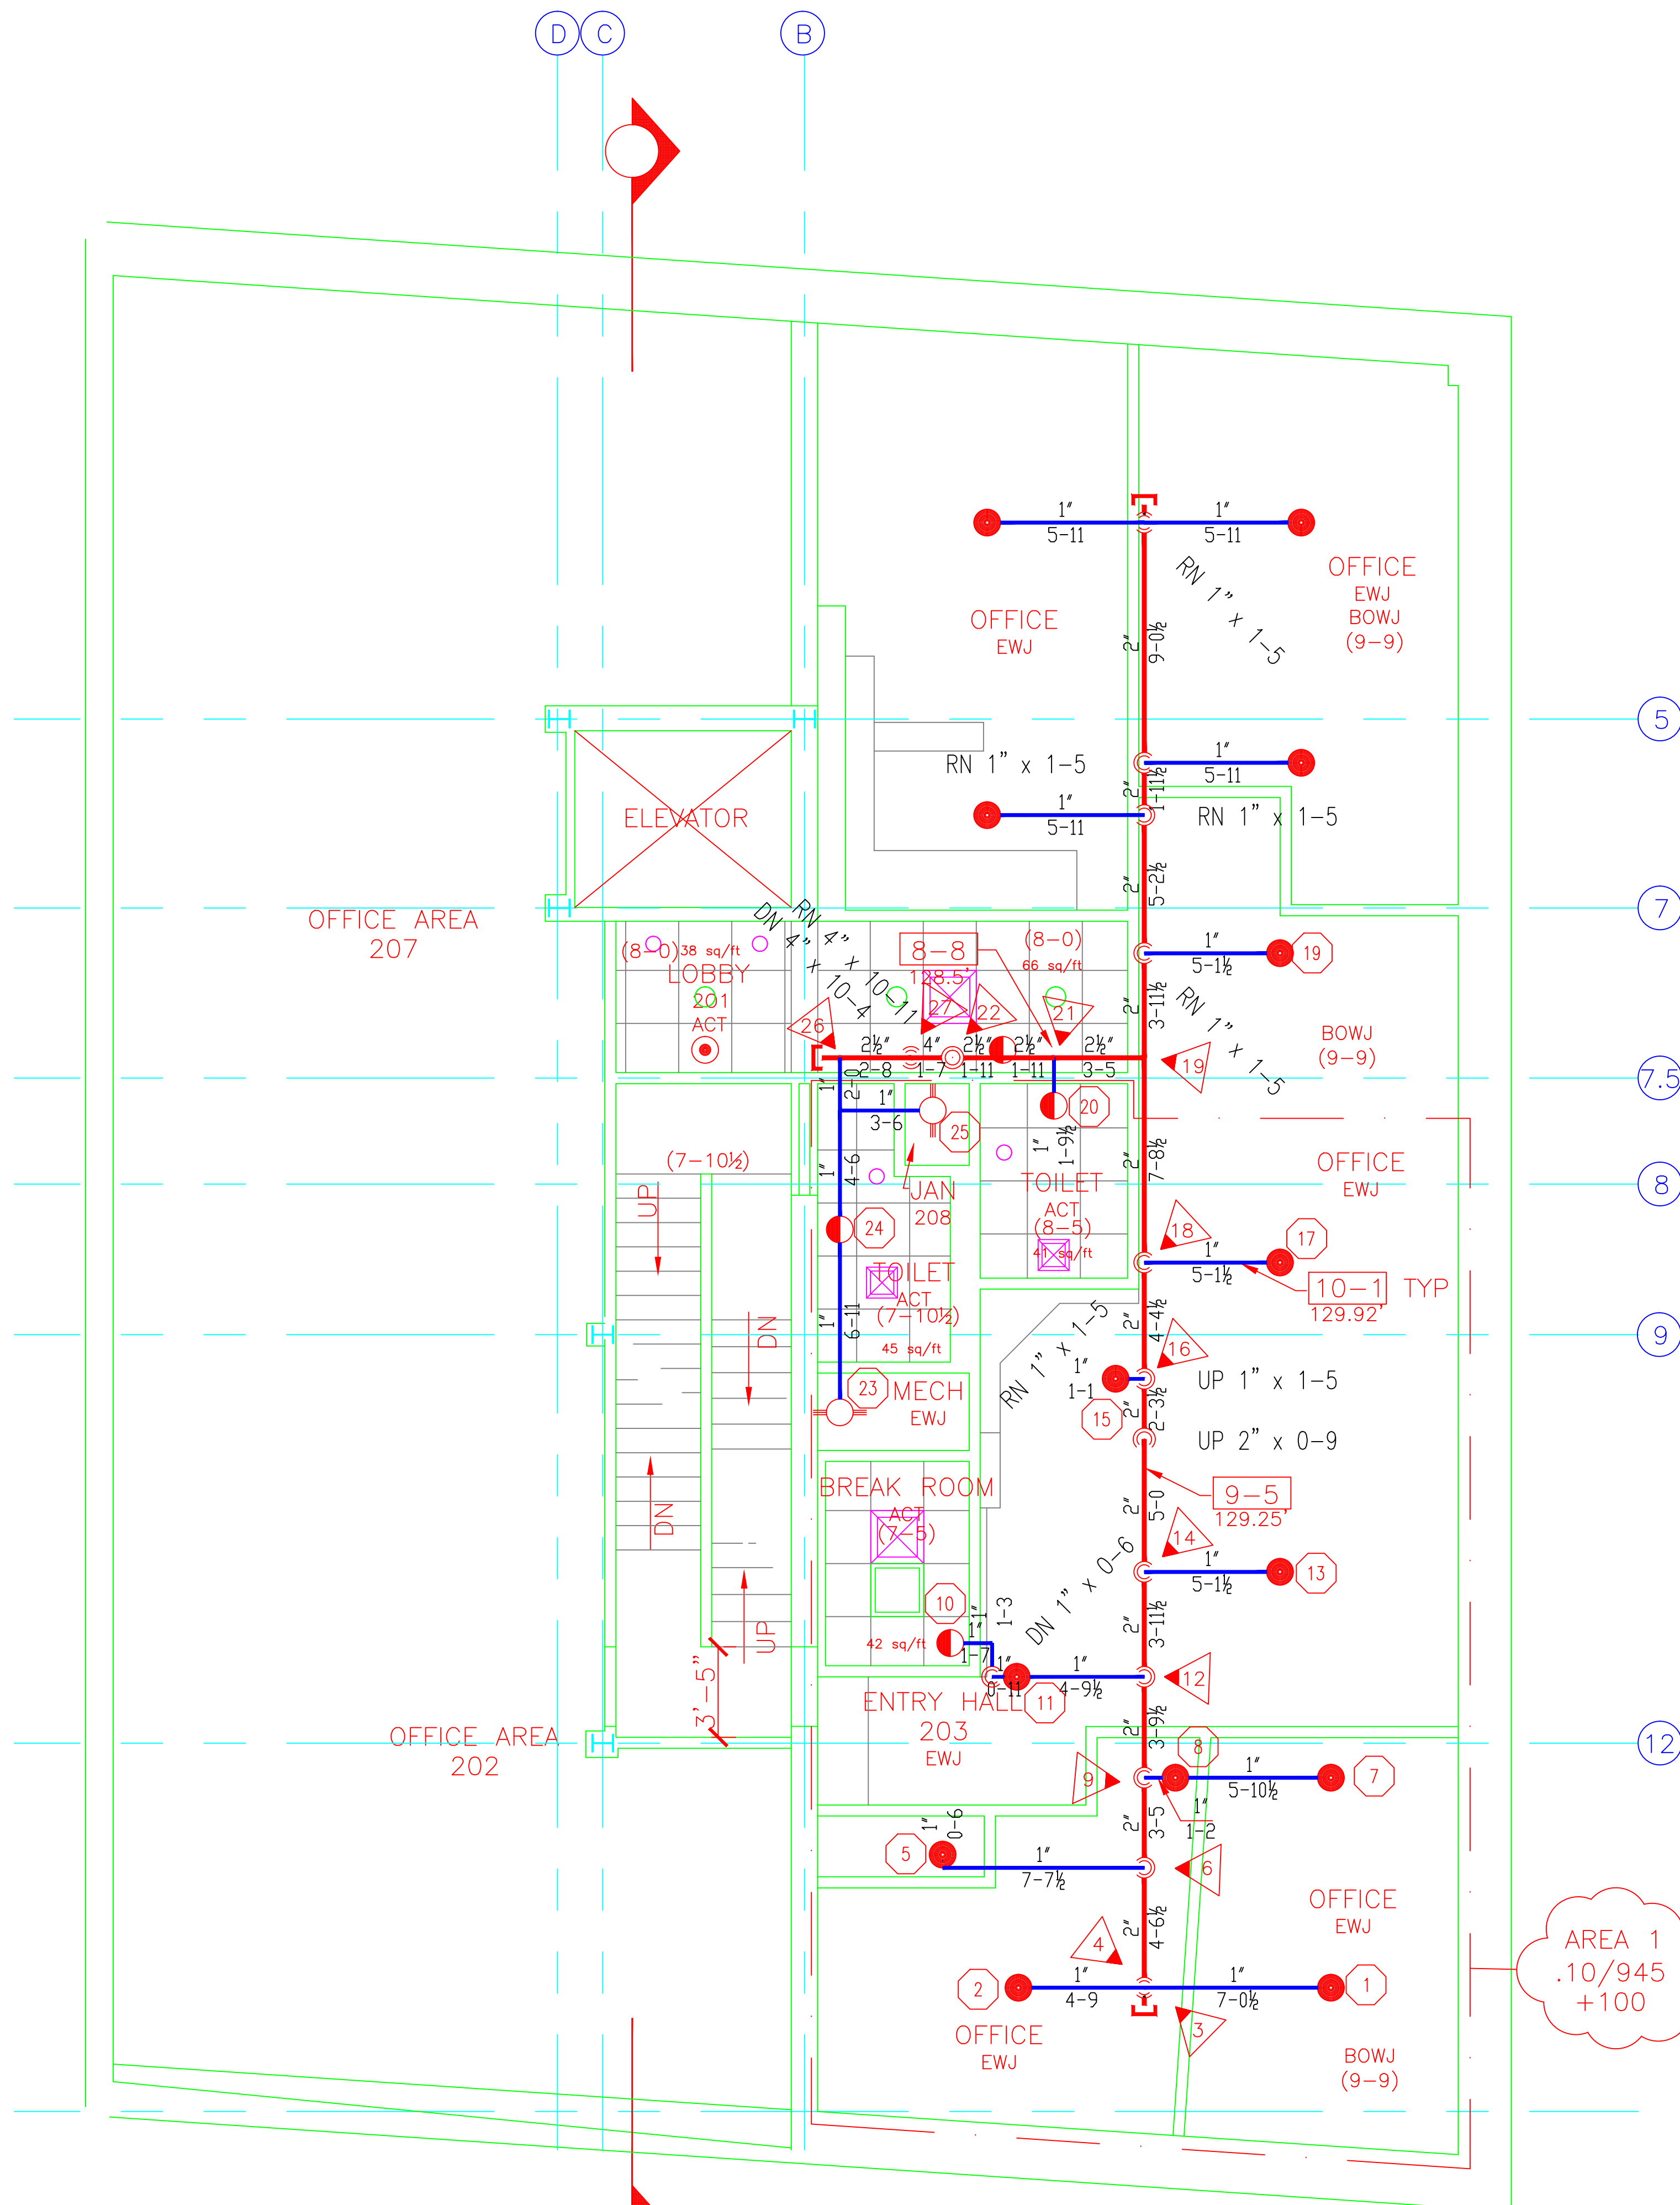 D
C
B
1"
5-11
1"
5-11
RN 1" x 1-5
OFFICE
EWJ
BOWJ
(9-9)
OFFICE
EWJ
2"
9-0½
5
RN 1" x 1-5
1"
5-11
2"
1-11½
1"
5-11
RN 1" x 1-5
ELEVATOR
2"
5-2½
7
OFFICE AREA
207
RN 4" x 10-11
DN 4" x 10-4
(8-0)
38 sq/ft
LOBBY
201
ACT
8-8
128.5'
(8-0)
66 sq/ft
1"
5-1½
19
RN 1" x 1-5
2"
3-11½
26
27
22
21
BOWJ
(9-9)
2½"
2-8
4"
1-7
2½"
1-11
2½"
1-11
2½"
3-5
19
7.5
1"
2-0
1"
3-6
25
20
1"
1-9½
2"
7-8½
(7-10½)
1"
4-6
JAN
208
TOILET
ACT
(8-5)
41 sq/ft
OFFICE
EWJ
8
UP
24
18
17
1"
5-1½
10-1 TYP
129.92'
TOILET
ACT
(7-10½)
45 sq/ft
DN
1"
6-11
RN 1" x 1-5
2"
4-4½
9
16
23
MECH
EWJ
1"
1-1
15
UP 1" x 1-5
2"
2-3½
UP 2" x 0-9
BREAK ROOM
ACT
(7-5)
9-5
129.25'
DN
2"
5-0
14
1"
5-1½
13
DN 1" x 0-6
10
42 sq/ft
UP
1"
1-7
1"
1-3
2"
3-11½
1"
0-11
11
1"
4-9½
12
3'-5"
ENTRY HALL
203
EWJ
OFFICE AREA
202
2"
3-9½
12
8
9
1"
5-10½
7
1"
1-2
2"
3-5
5
1"
0-6
1"
7-7½
6
OFFICE
EWJ
2"
4-6½
4
AREA 1
.10/945
+100
2
1"
4-9
1"
7-0½
1
3
OFFICE
EWJ
BOWJ
(9-9)